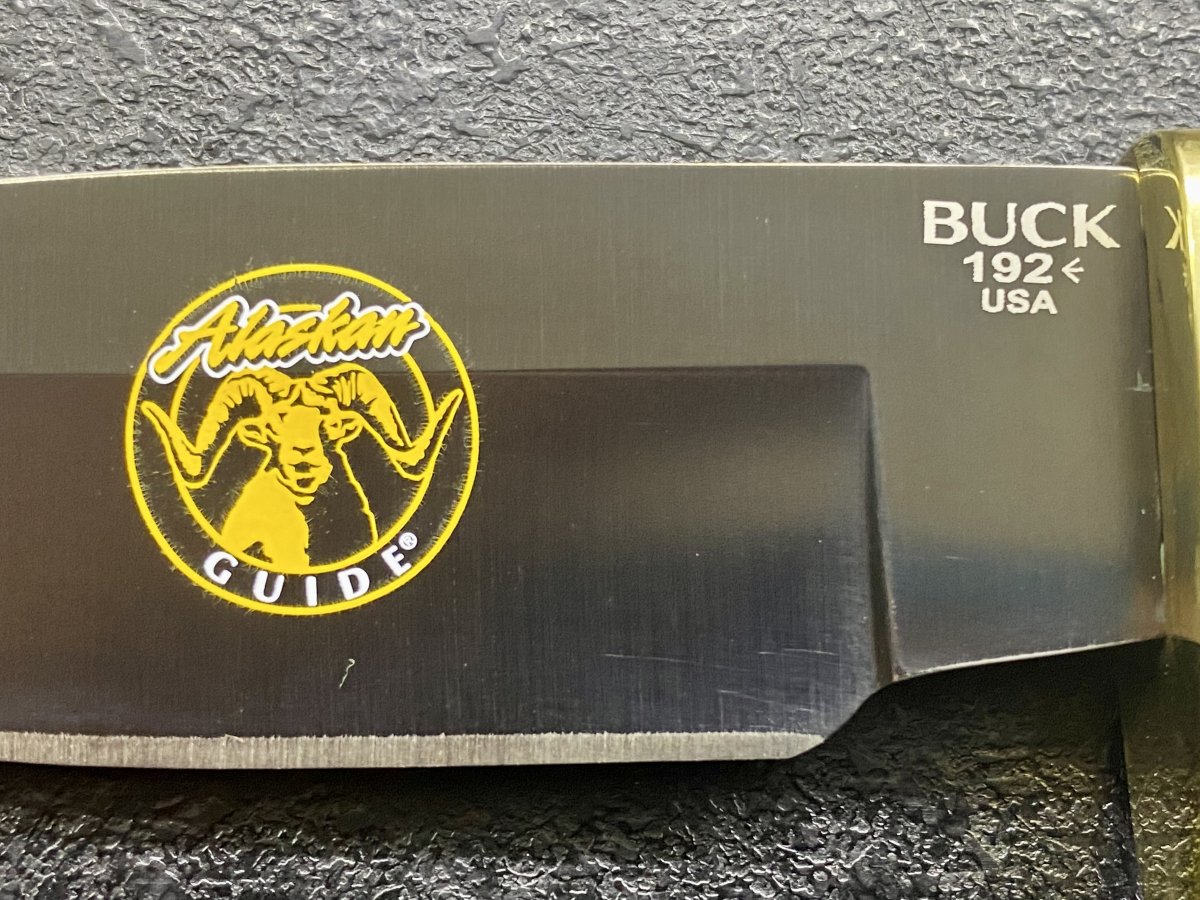 Alaskan
GUIDE®
BUCK
192
USA
K